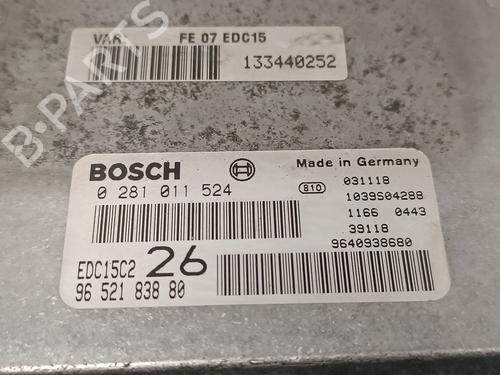 VAR FE 07 EDC15
133440252
BOSCH
0 281 011 524
Made in Germany
810
031118
1039S04288
1166 0443
39118
9640938680
EDC15C2 26
96 521 838 80
B-PARTS